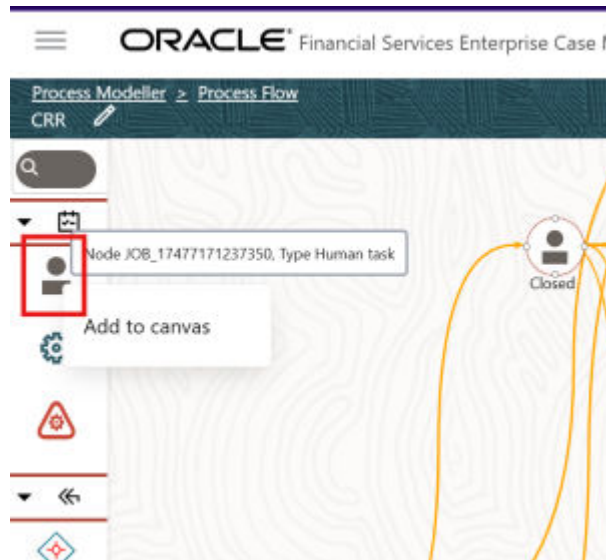 ORACLE® Financial Services Enterprise Case
Process Modeller > Process Flow
CRR
Node JOB_17477171237350, Type Human task
Closed
Add to canvas